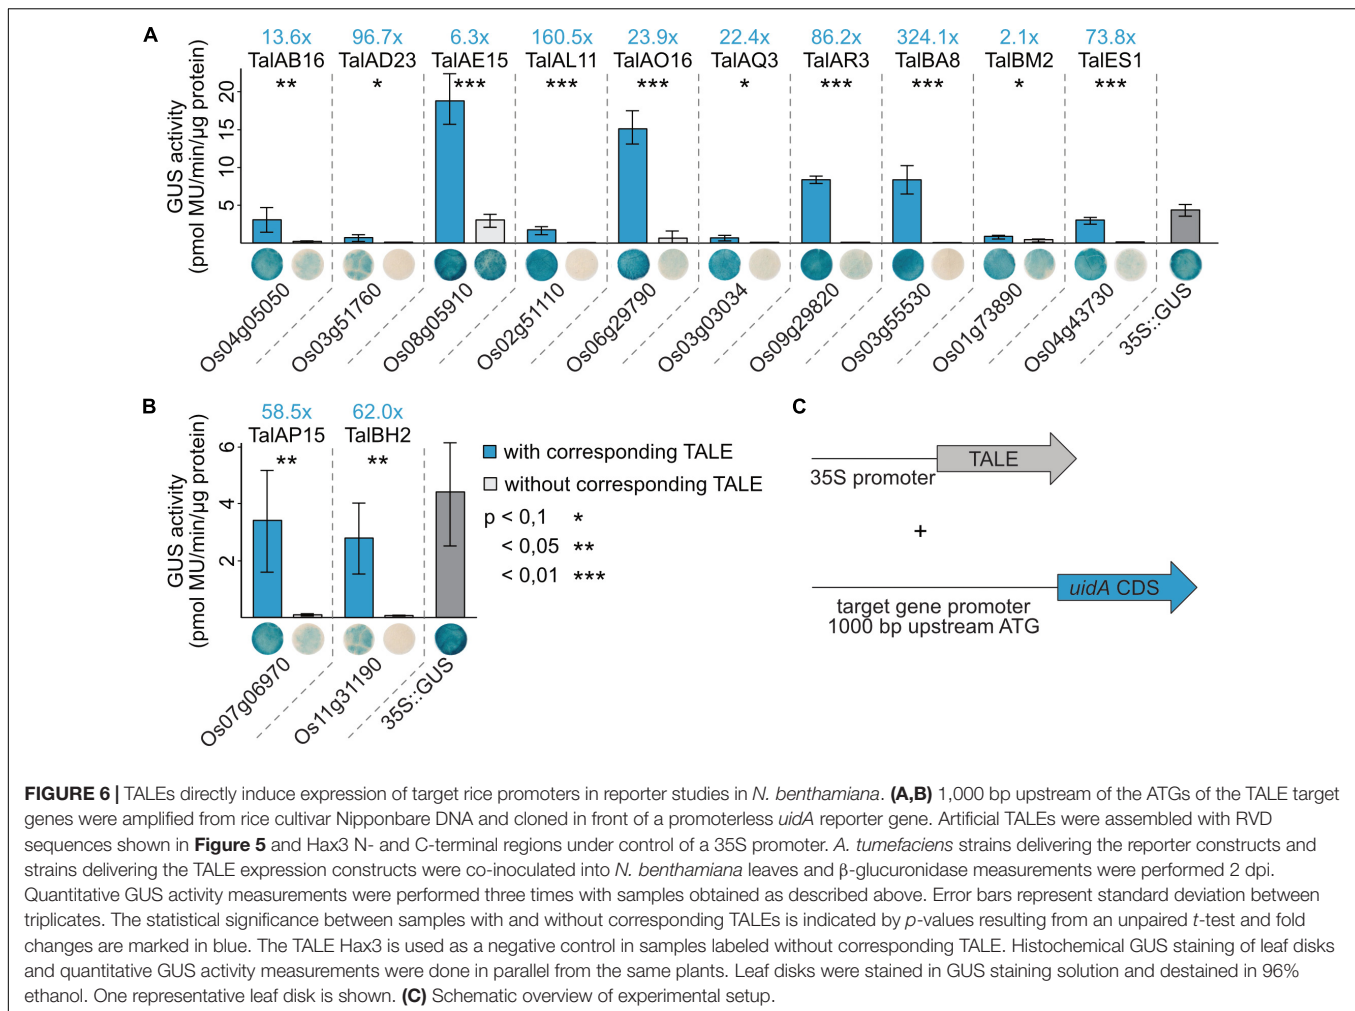 A
13.6x 96.7x 6.3x 160.5x 23.9x 22.4x 86.2x 324.1x 2.1x 73.8x
TalAB16 TalAD23 TalAE15 TalAL11 TalAO16 TalAQ3 TalAR3 TalBA8 TalBM2 TalES1
** * *** *** *** * *** *** * ***
GUS activity
(pmol MU/min/µg protein)
20
15
10
5
Os04g05050 Os03g51760 Os08g05910 Os02g51110 Os06g29790 Os03g03034 Os09g29820 Os03g55530 Os01g73890 Os04g43730 35S::GUS
B
58.5x 62.0x
TalAP15 TalBH2
** **
GUS activity
(pmol MU/min/µg protein)
6
4
2
Os07g06970 Os11g31190 35S::GUS
with corresponding TALE
without corresponding TALE
p < 0,1 *
< 0,05 **
< 0,01 ***
C
TALE
35S promoter
+
uidA CDS
target gene promoter
1000 bp upstream ATG
FIGURE 6 | TALEs directly induce expression of target rice promoters in reporter studies in N. benthamiana. (A,B) 1,000 bp upstream of the ATGs of the TALE target
genes were amplified from rice cultivar Nipponbare DNA and cloned in front of a promoterless uidA reporter gene. Artificial TALEs were assembled with RVD
sequences shown in Figure 5 and Hax3 N- and C-terminal regions under control of a 35S promoter. A. tumefaciens strains delivering the reporter constructs and
strains delivering the TALE expression constructs were co-inoculated into N. benthamiana leaves and β-glucuronidase measurements were performed 2 dpi.
Quantitative GUS activity measurements were performed three times with samples obtained as described above. Error bars represent standard deviation between
triplicates. The statistical significance between samples with and without corresponding TALEs is indicated by p-values resulting from an unpaired t-test and fold
changes are marked in blue. The TALE Hax3 is used as a negative control in samples labeled without corresponding TALE. Histochemical GUS staining of leaf disks
and quantitative GUS activity measurements were done in parallel from the same plants. Leaf disks were stained in GUS staining solution and destained in 96%
ethanol. One representative leaf disk is shown. (C) Schematic overview of experimental setup.